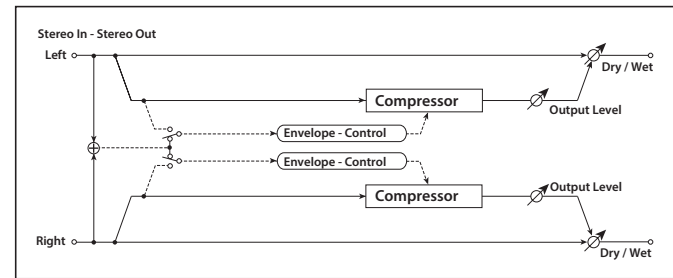 Stereo In - Stereo Out
Left
Dry / Wet
Compressor
Output Level
Envelope - Control
Envelope - Control
Compressor
Output Level
Right
Dry / Wet